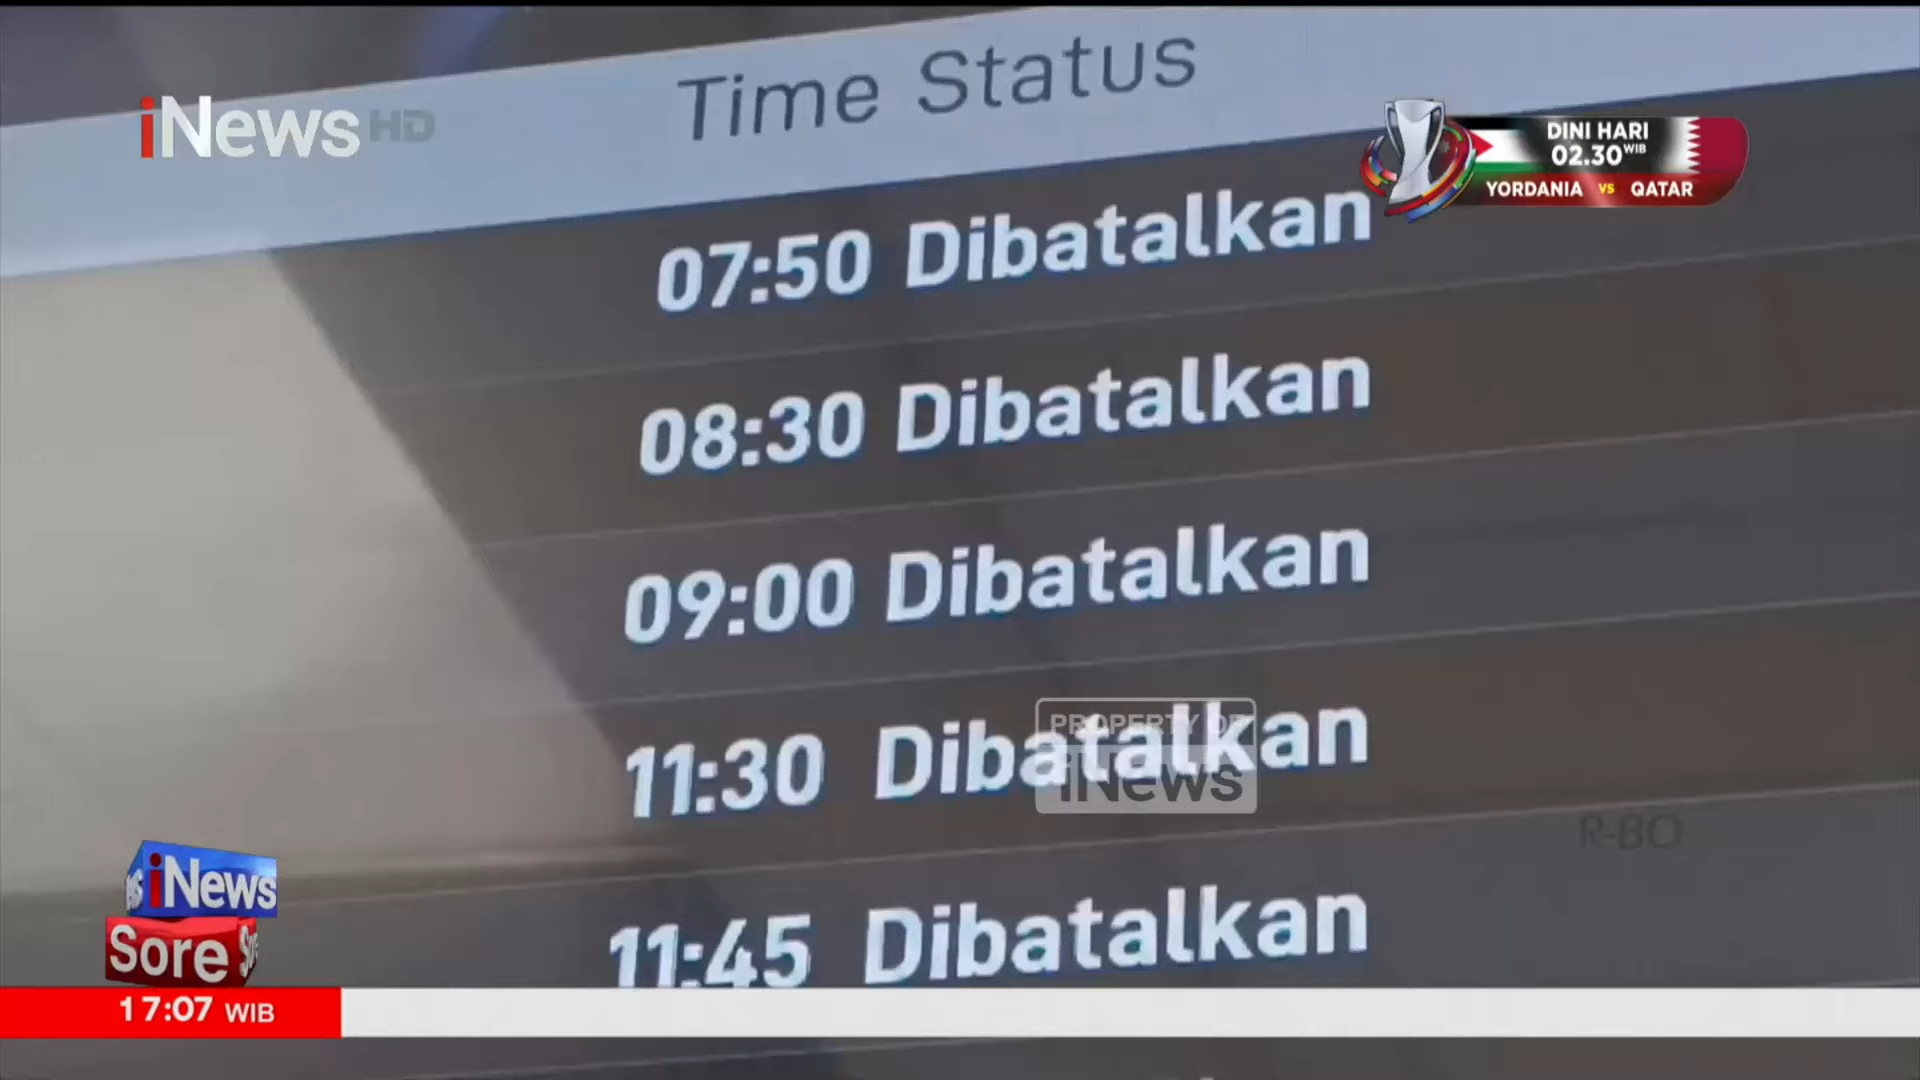 Time Status
iNews HD
DINI HARI
02.30 WIB
YORDANIA vs QATAR
07:50 Dibatalkan
08:30 Dibatalkan
09:00 Dibatalkan
11:30 Dibatalkan
PROPERTY OF
iNews
R-BO
11:45 Dibatalkan
iNews
Sore
17:07 WIB